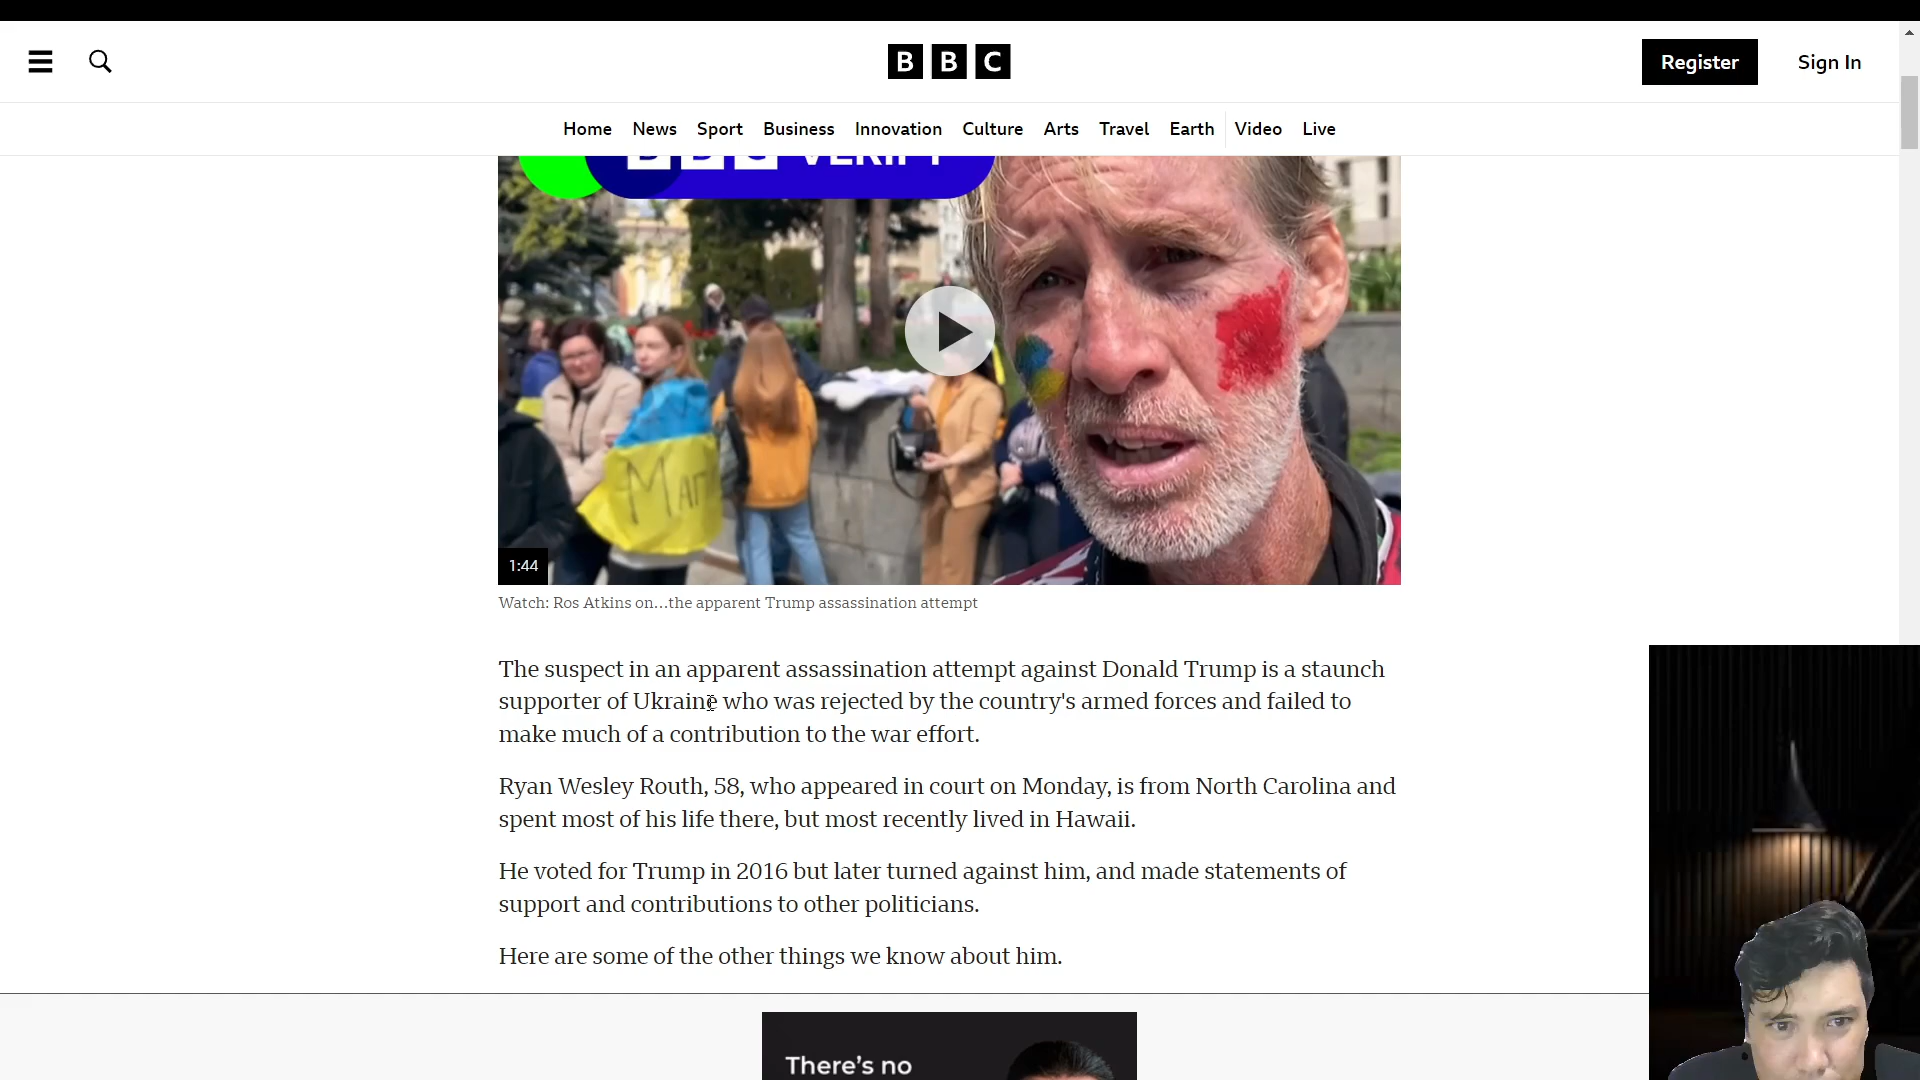 BBC
Register
Sign In
Home News Sport Business Innovation Culture Arts Travel Earth Video Live
BBC VERIFY
Мар
1:44
Watch: Ros Atkins on...the apparent Trump assassination attempt
The suspect in an apparent assassination attempt against Donald Trump is a staunch
supporter of Ukraine who was rejected by the country's armed forces and failed to
make much of a contribution to the war effort.
Ryan Wesley Routh, 58, who appeared in court on Monday, is from North Carolina and
spent most of his life there, but most recently lived in Hawaii.
He voted for Trump in 2016 but later turned against him, and made statements of
support and contributions to other politicians.
Here are some of the other things we know about him.
There's no